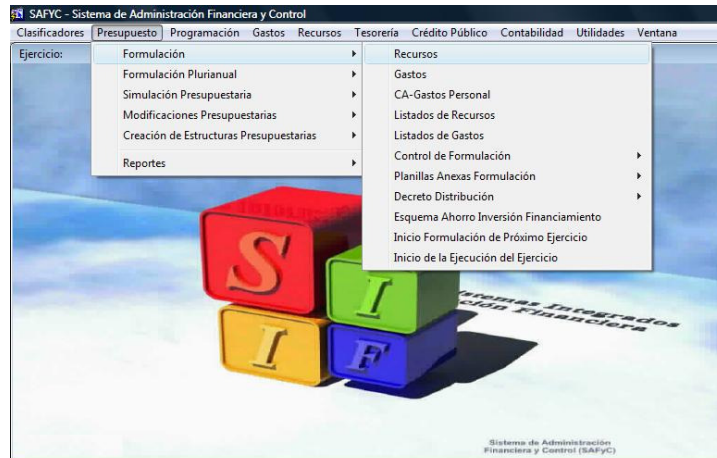 SAFYC - Sistema de Administración Financiera y Control
Clasificadores Presupuesto Programación Gastos Recursos Tesorería Crédito Público Contabilidad Utilidades Ventana
Ejercicio:
Formulación
Formulación Plurianual
Simulación Presupuestaria
Modificaciones Presupuestarias
Creación de Estructuras Presupuestarias
Reportes
Recursos
Gastos
CA-Gastos Personal
Listados de Recursos
Listados de Gastos
Control de Formulación
Planillas Anexas Formulación
Decreto Distribución
Esquema Ahorro Inversión Financiamiento
Inicio Formulación de Próximo Ejercicio
Inicio de la Ejecución del Ejercicio
S I
I F
Sistemas Integrados
Financiera
Sistema de Administración
Financiera y Control (SAFyC)